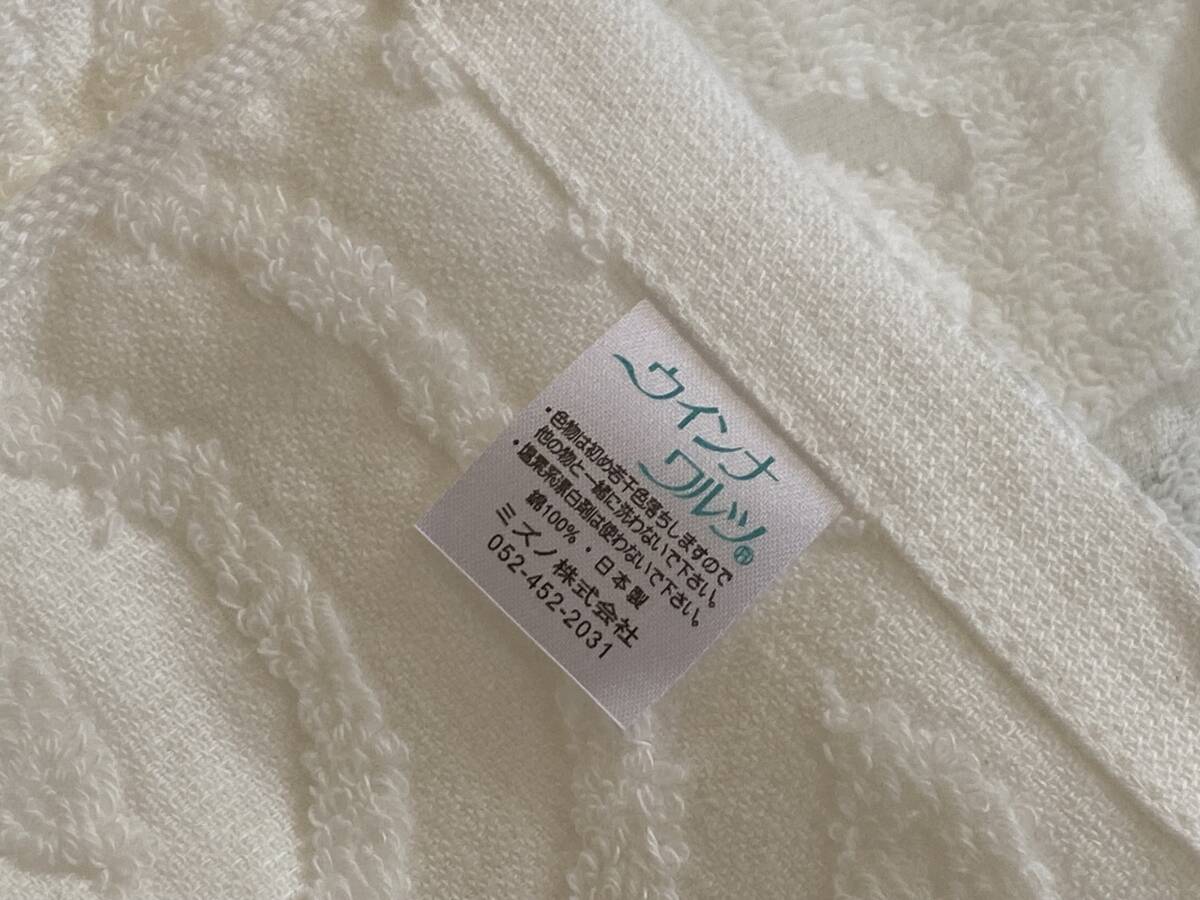 ウインナ
ワルツ®
・色物は初め若干色落ちしますので
他の物と一緒に洗わないで下さい。
・塩素系漂白剤は使わないで下さい。
綿100%・日本製
ミズノ株式会社
052-452-2031